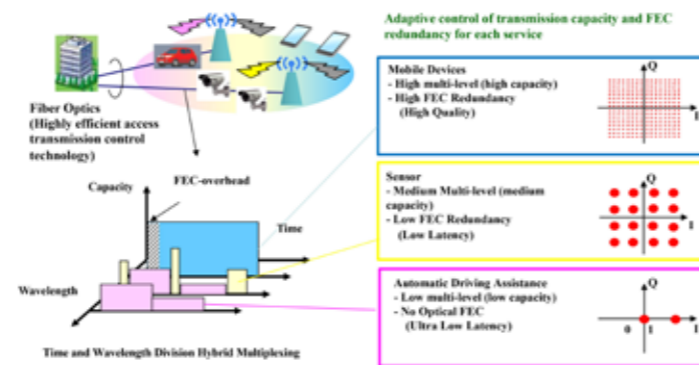 Adaptive control of transmission capacity and FEC
redundancy for each service
Fiber Optics
(Highly efficient access
transmission control
technology)
Mobile Devices
- High multi-level (high capacity)
- High FEC Redundancy
(High Quality)
Q
I
Capacity
FEC-overhead
Time
Wavelength
Sensor
- Medium Multi-level (medium
capacity)
- Low FEC Redundancy
(Low Latency)
Q
I
Automatic Driving Assistance
- Low multi-level (low capacity)
- No Optical FEC
(Ultra Low Latency)
Q
I
0 1
Time and Wavelength Division Hybrid Multiplexing